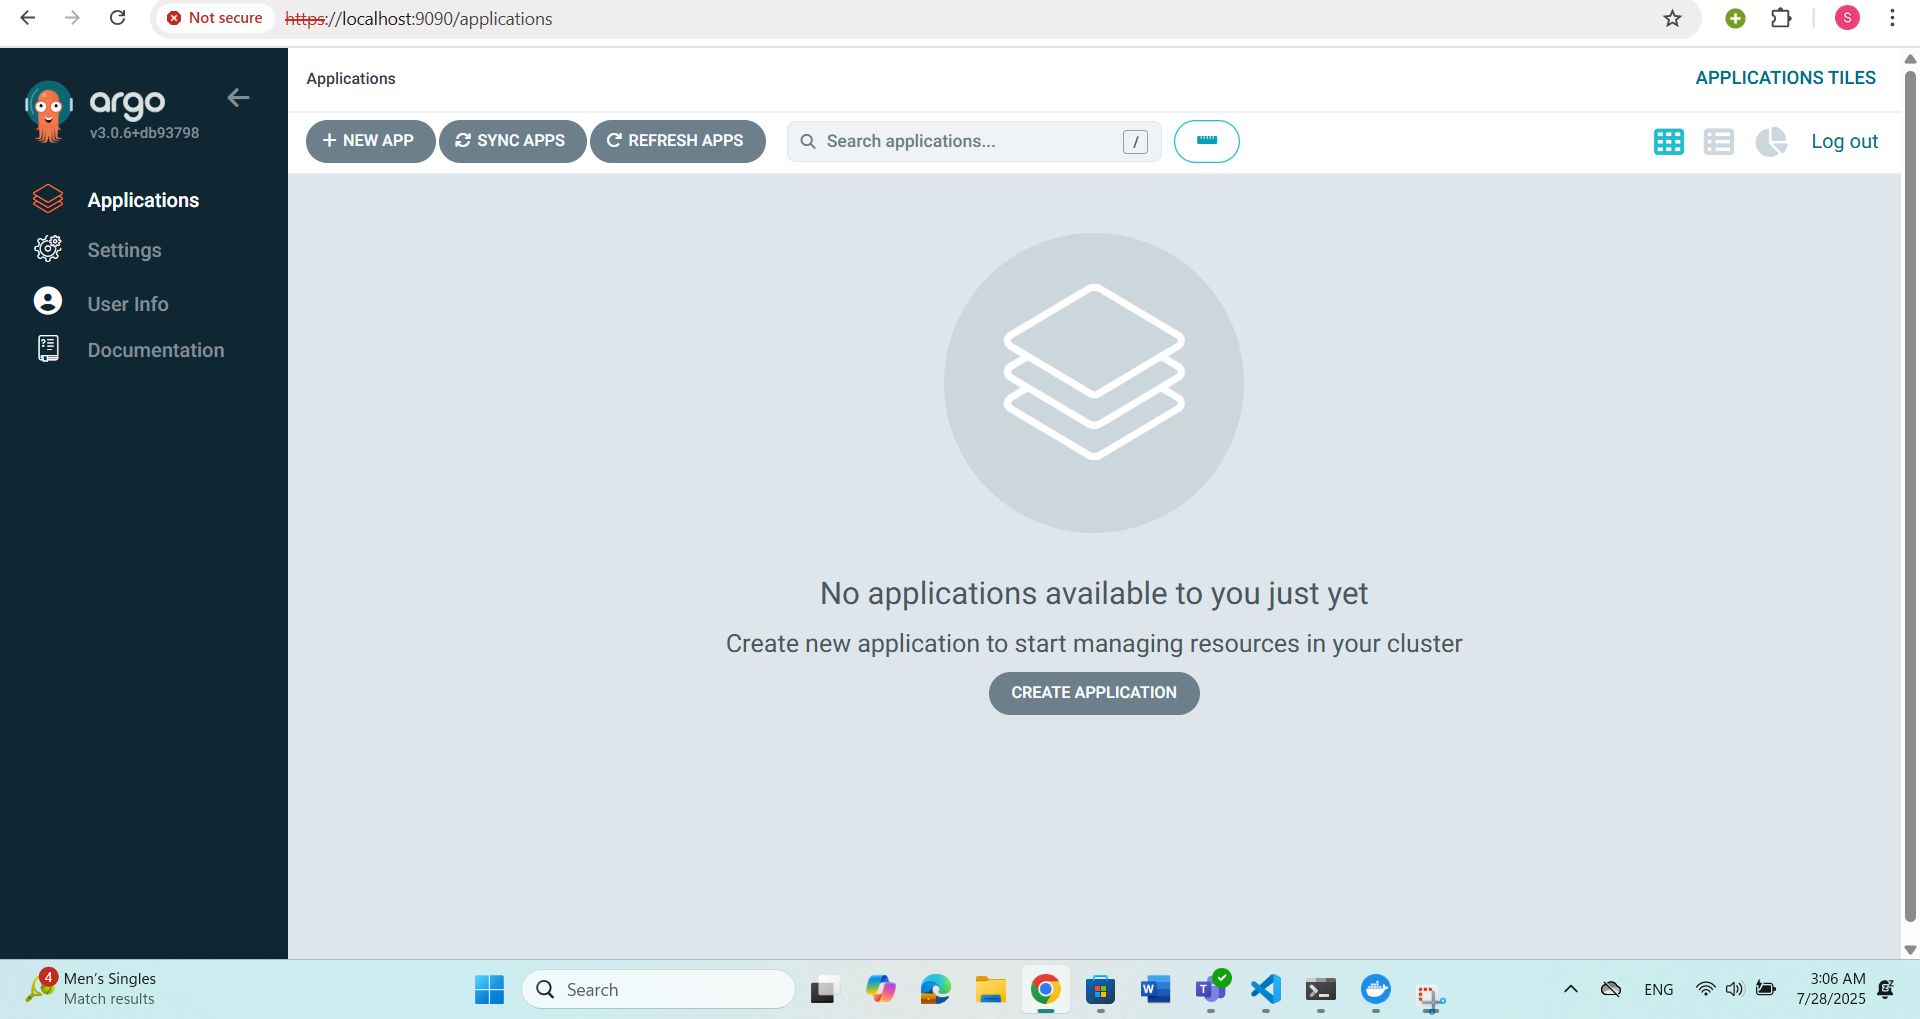 Not secure https://localhost:9090/applications
S
argo
v3.0.6+db93798
Applications
Settings
User Info
Documentation
Applications
APPLICATIONS TILES
NEW APP SYNC APPS REFRESH APPS Search applications... / Log out
No applications available to you just yet
Create new application to start managing resources in your cluster
CREATE APPLICATION
4
Men's Singles
Match results
Search
W
T
ENG
3:06 AM
7/28/2025